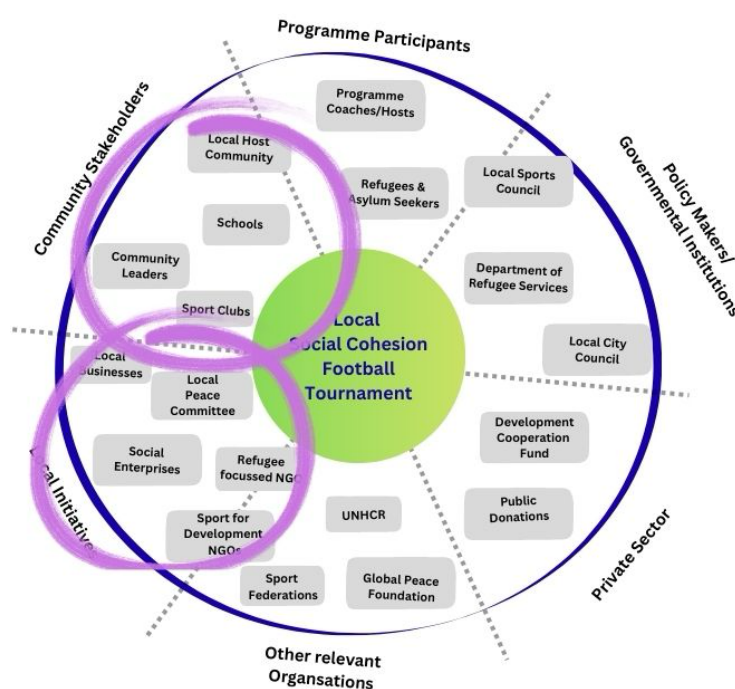 Programme Participants
Community Stakeholders
Policy Makers/
Governmental Institutions
Programme
Coaches/Hosts
Local Host
Community
Refugees &
Asylum Seekers
Local Sports
Council
Schools
Community
Leaders
Department of
Refugee Services
Sport Clubs
Local
Social Cohesion
Football
Tournament
Local City
Council
Local
Businesses
Local
Peace
Committee
Development
Cooperation
Fund
Social
Enterprises
Refugee
focussed NGO
Public
Donations
UNHCR
Sport for
Development
NGOs
Sport
Federations
Global Peace
Foundation
Local Initiatives
Private Sector
Other relevant
Organsations